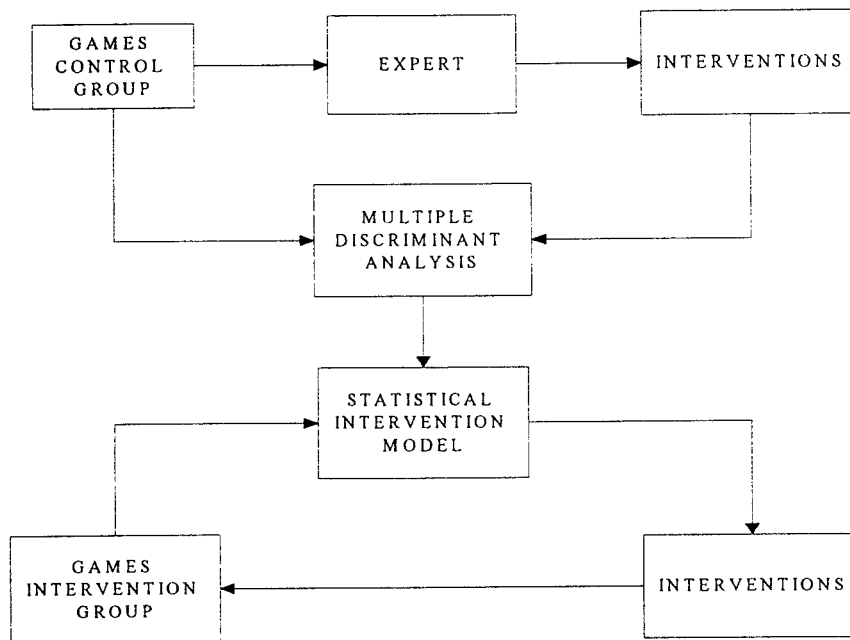 GAMES
CONTROL
GROUP
EXPERT
INTERVENTIONS
MULTIPLE
DISCRIMINANT
ANALYSIS
STATISTICAL
INTERVENTION
MODEL
GAMES
INTERVENTION
GROUP
INTERVENTIONS